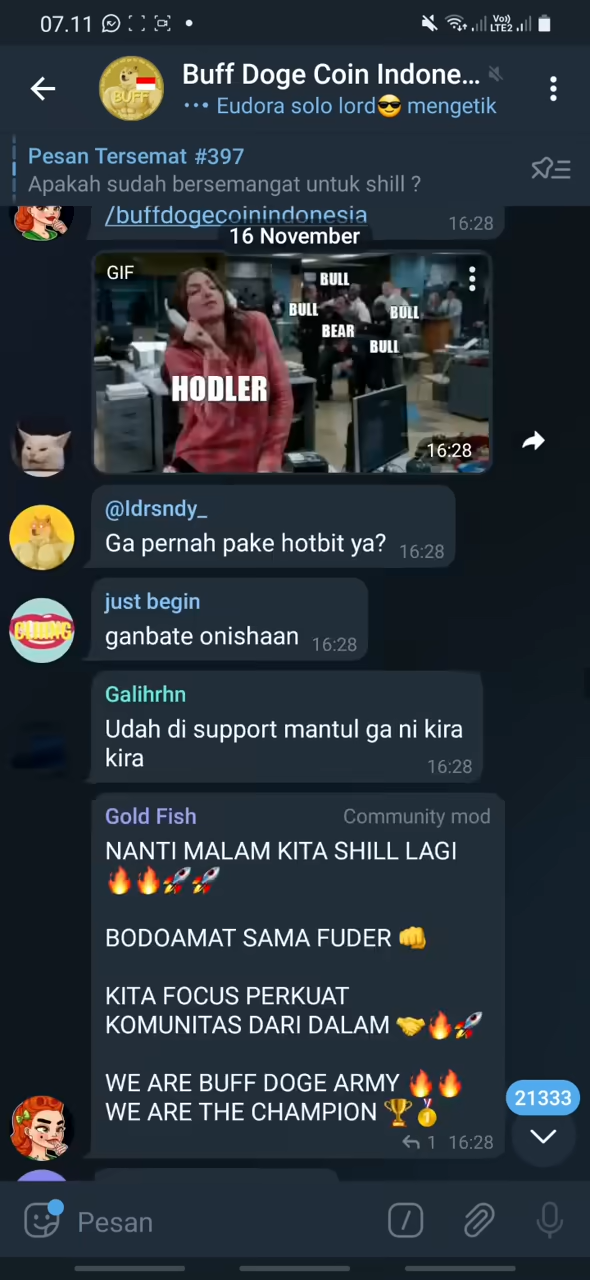 07.11
Vo))
LTE2
Buff Doge Coin Indone...
BUFF
••• Eudora solo lord😎 mengetik
Pesan Tersemat #397
Apakah sudah bersemangat untuk shill ?
/buffdogecoinindonesia
16:28
16 November
GIF
BULL
BULL
BULL
BEAR
BULL
HODLER
16:28
@Idrsndy_
Ga pernah pake hotbit ya? 16:28
just begin
ganbate onishaan 16:28
Galihrhn
Udah di support mantul ga ni kira
kira 16:28
Gold Fish Community mod
NANTI MALAM KITA SHILL LAGI
🔥🔥🚀🚀
BODOAMAT SAMA FUDER 👊
KITA FOCUS PERKUAT
KOMUNITAS DARI DALAM 🤝🔥🚀
WE ARE BUFF DOGE ARMY 🔥🔥
WE ARE THE CHAMPION 🏆🥇
1 16:28
21333
Pesan